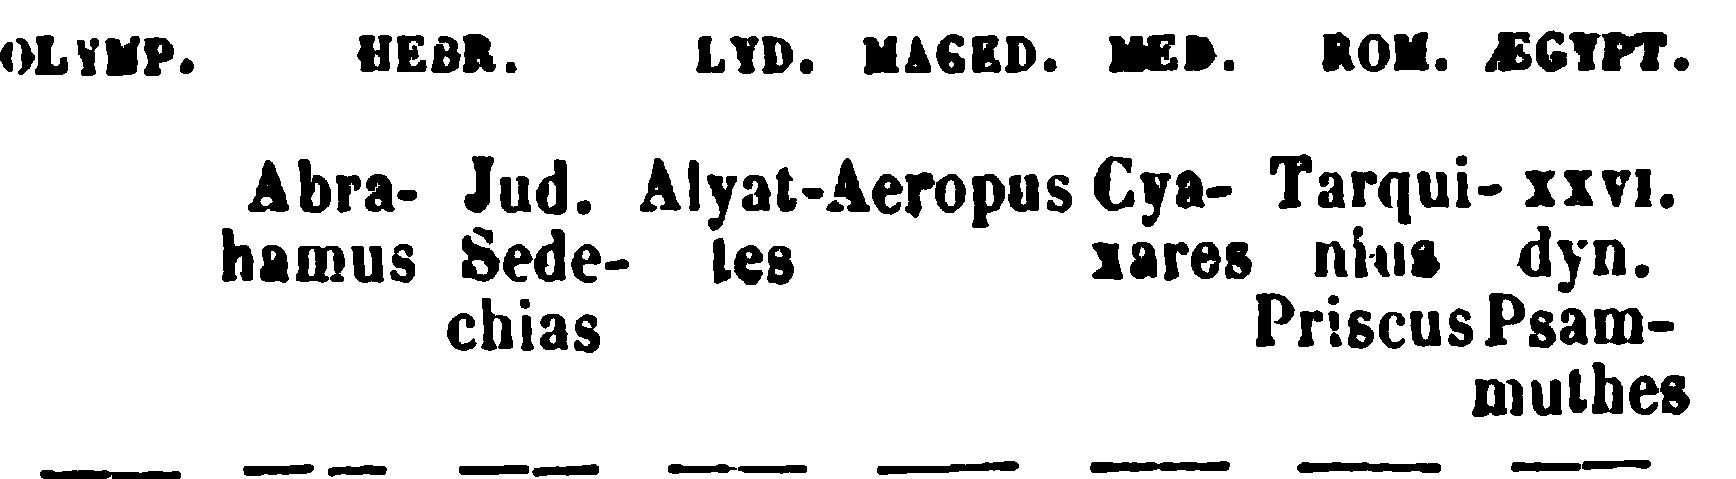 OLYMP. HEBR. LYD. MACED. MED. ROM. ÆGYPT.
Abra- Jud. Alyat- Aeropus Cya- Tarqui- xxvi.
hamus Sede- tes xares nius dyn.
chias Priscus Psam-
muthes